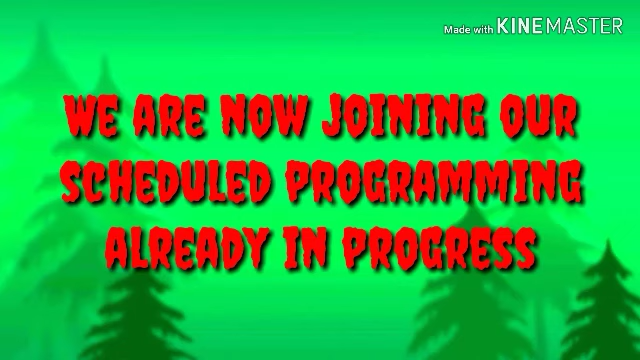 Made with KINEMASTER
WE ARE NOW JOINING OUR
SCHEDULED PROGRAMMING
ALREADY IN PROGRESS